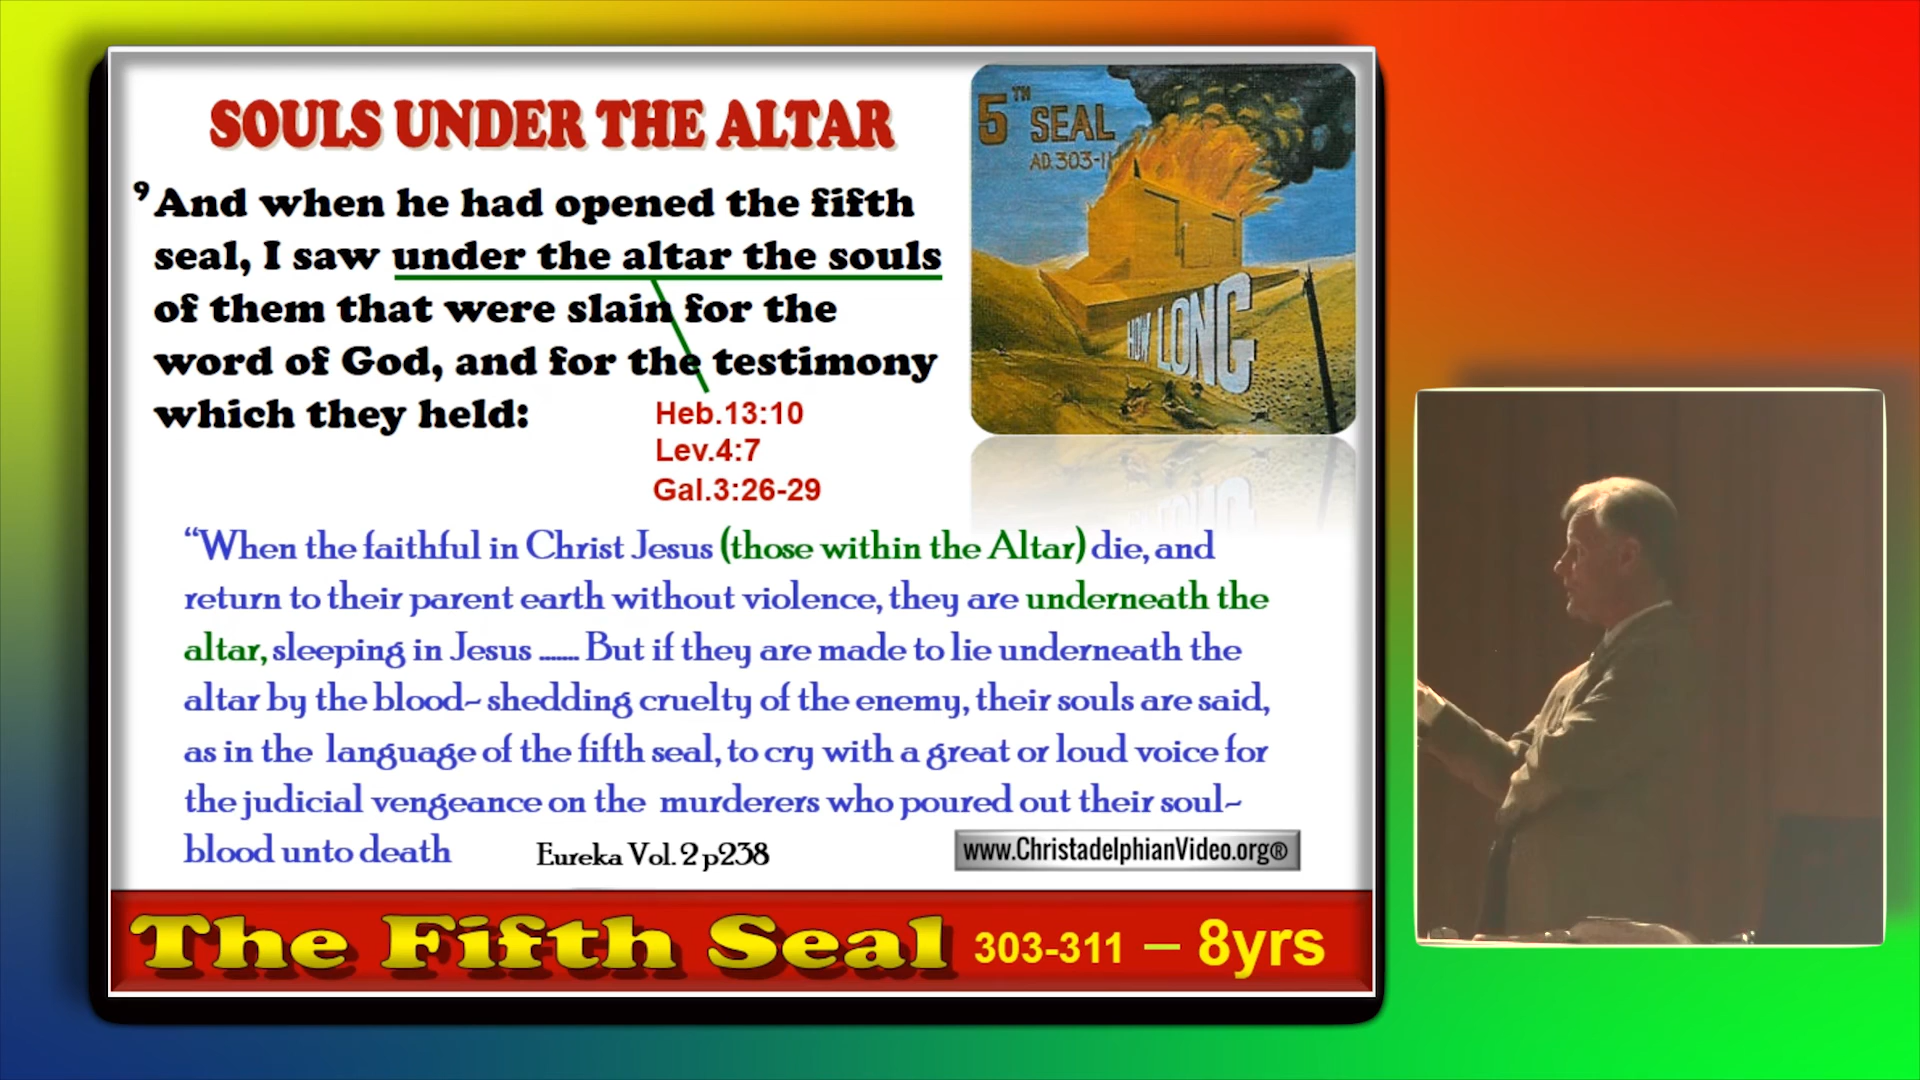 SOULS UNDER THE ALTAR
9 And when he had opened the fifth
seal, I saw under the altar the souls
of them that were slain for the
word of God, and for the testimony
which they held:
Heb.13:10
Lev.4:7
Gal.3:26-29
5TH SEAL
AD.303-11
HOW LONG
“When the faithful in Christ Jesus (those within the Altar) die, and
return to their parent earth without violence, they are underneath the
altar, sleeping in Jesus ....... But if they are made to lie underneath the
altar by the blood- shedding cruelty of the enemy, their souls are said,
as in the language of the fifth seal, to cry with a great or loud voice for
the judicial vengeance on the murderers who poured out their soul-
blood unto death
Eureka Vol. 2 p238
www.ChristadelphianVideo.org®
The Fifth Seal 303-311 – 8yrs